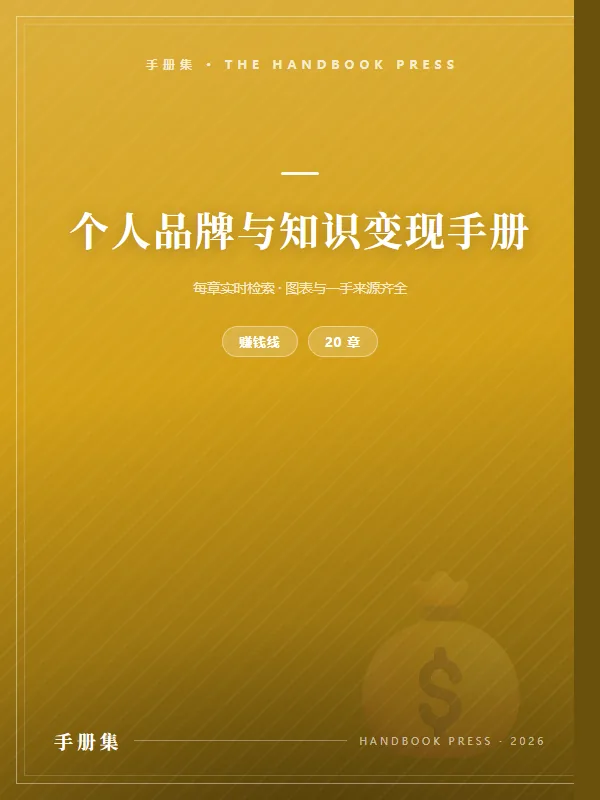 手册集 • THE HANDBOOK PRESS
个人品牌与知识变现手册
每章实时检索 · 图表与一手来源齐全
赚钱线 20 章
$
手册集 HANDBOOK PRESS · 2026